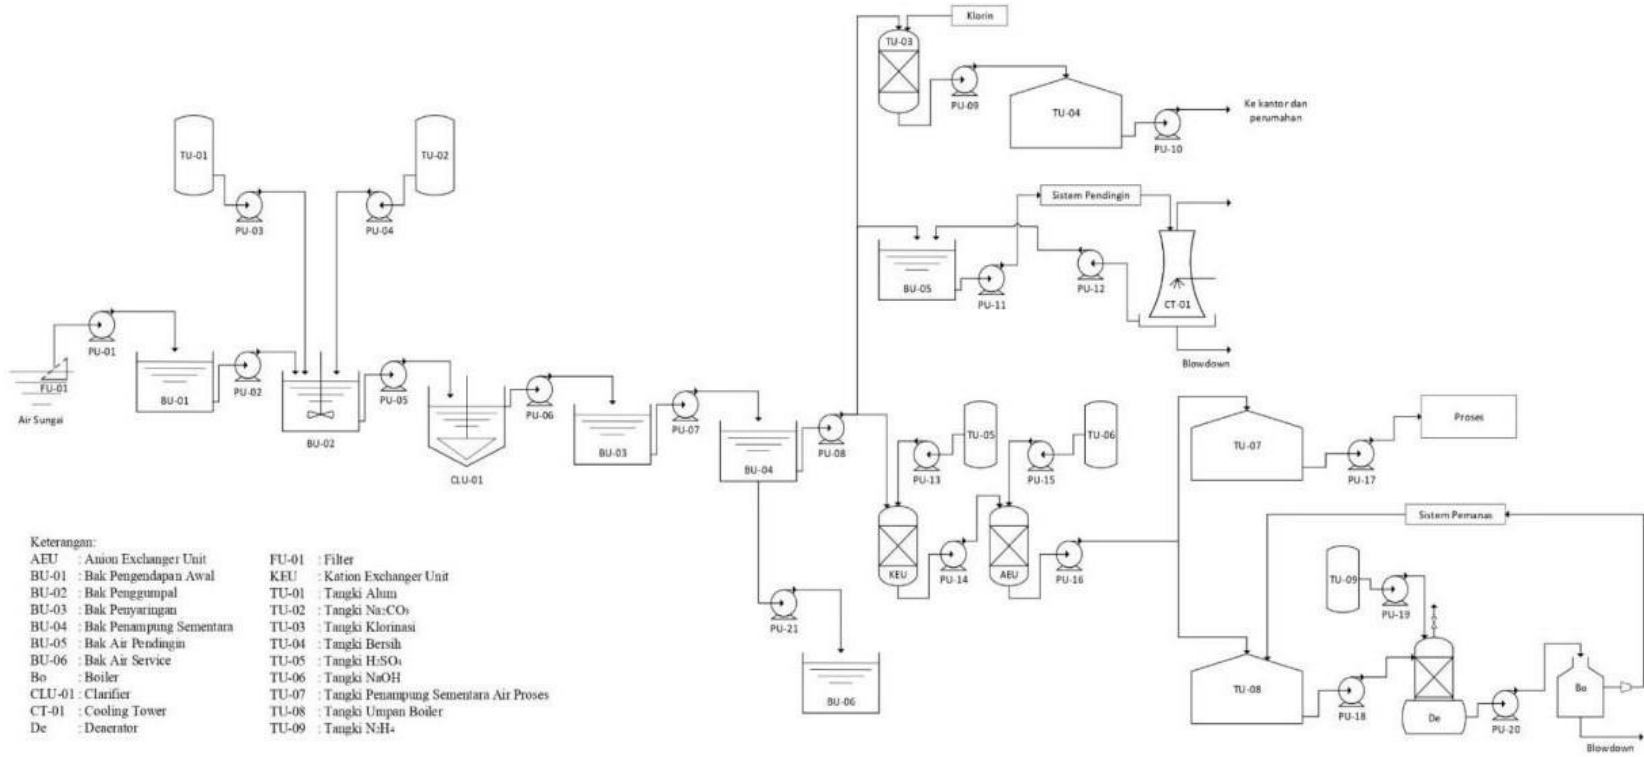 Klorin
TU-03
PU-09
TU-04
PU-10
Ke kantor dan
perumahan
TU-01
TU-02
PU-03
PU-04
Sistem Pendingin
BU-05
PU-11
PU-12
CT-01
Blowdown
PU-01
FU-01
Air Sungai
BU-01
PU-02
BU-02
PU-05
CLU-01
PU-06
BU-03
PU-07
BU-04
PU-08
TU-05
PU-13
TU-06
PU-15
KEU
PU-14
AEU
PU-16
TU-07
PU-17
Proses
Sistem Pemanas
TU-09
PU-19
TU-08
PU-18
De
PU-20
Bo
Blowdown
PU-21
BU-06
Keterangan:
AEU : Anion Exchanger Unit
BU-01 : Bak Pengendapan Awal
BU-02 : Bak Penggumpal
BU-03 : Bak Penyaringan
BU-04 : Bak Penampung Sementara
BU-05 : Bak Air Pendingin
BU-06 : Bak Air Service
Bo : Boiler
CLU-01 : Clarifier
CT-01 : Cooling Tower
De : Deaerator
FU-01 : Filter
KEU : Kation Exchanger Unit
TU-01 : Tangki Alum
TU-02 : Tangki Na₂CO₃
TU-03 : Tangki Klorinasi
TU-04 : Tangki Bersih
TU-05 : Tangki H₂SO₄
TU-06 : Tangki NaOH
TU-07 : Tangki Penampung Sementara Air Proses
TU-08 : Tangki Umpan Boiler
TU-09 : Tangki N₂H₄